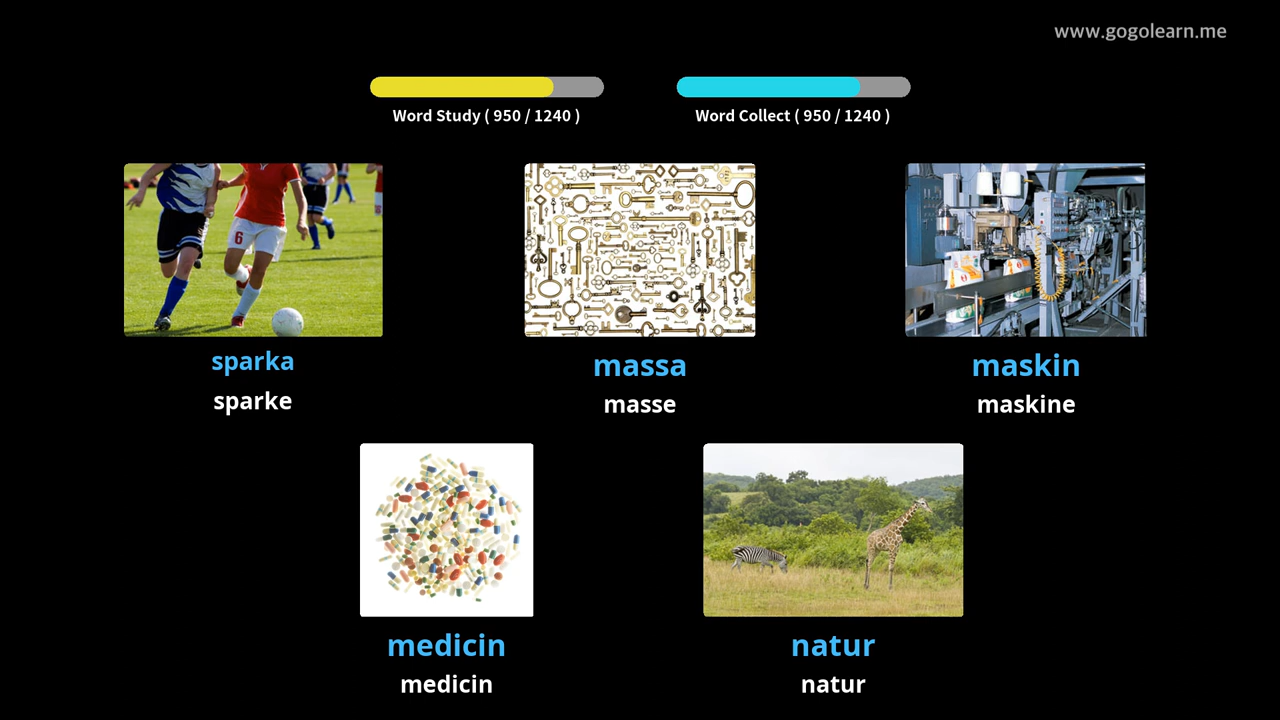 www.gogolearn.me
Word Study ( 950 / 1240 )
Word Collect ( 950 / 1240 )
6
sparka
sparke
massa
masse
maskin
maskine
medicin
medicin
natur
natur